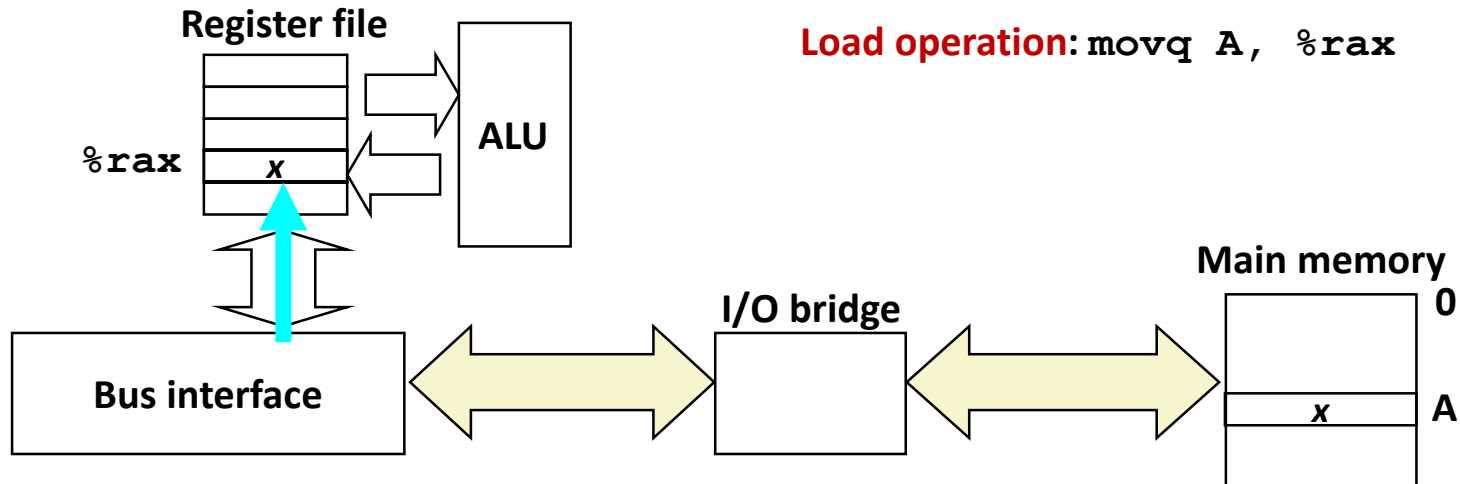 Register file
Load operation: movq A, %rax
ALU
%rax
x
Main memory
0
I/O bridge
Bus interface
x
A